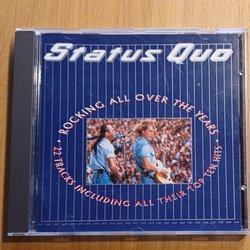 Status Quo
• ROCKING ALL OVER THE YEARS •
22 TRACKS INCLUDING ALL THEIR TOP TEN HITS